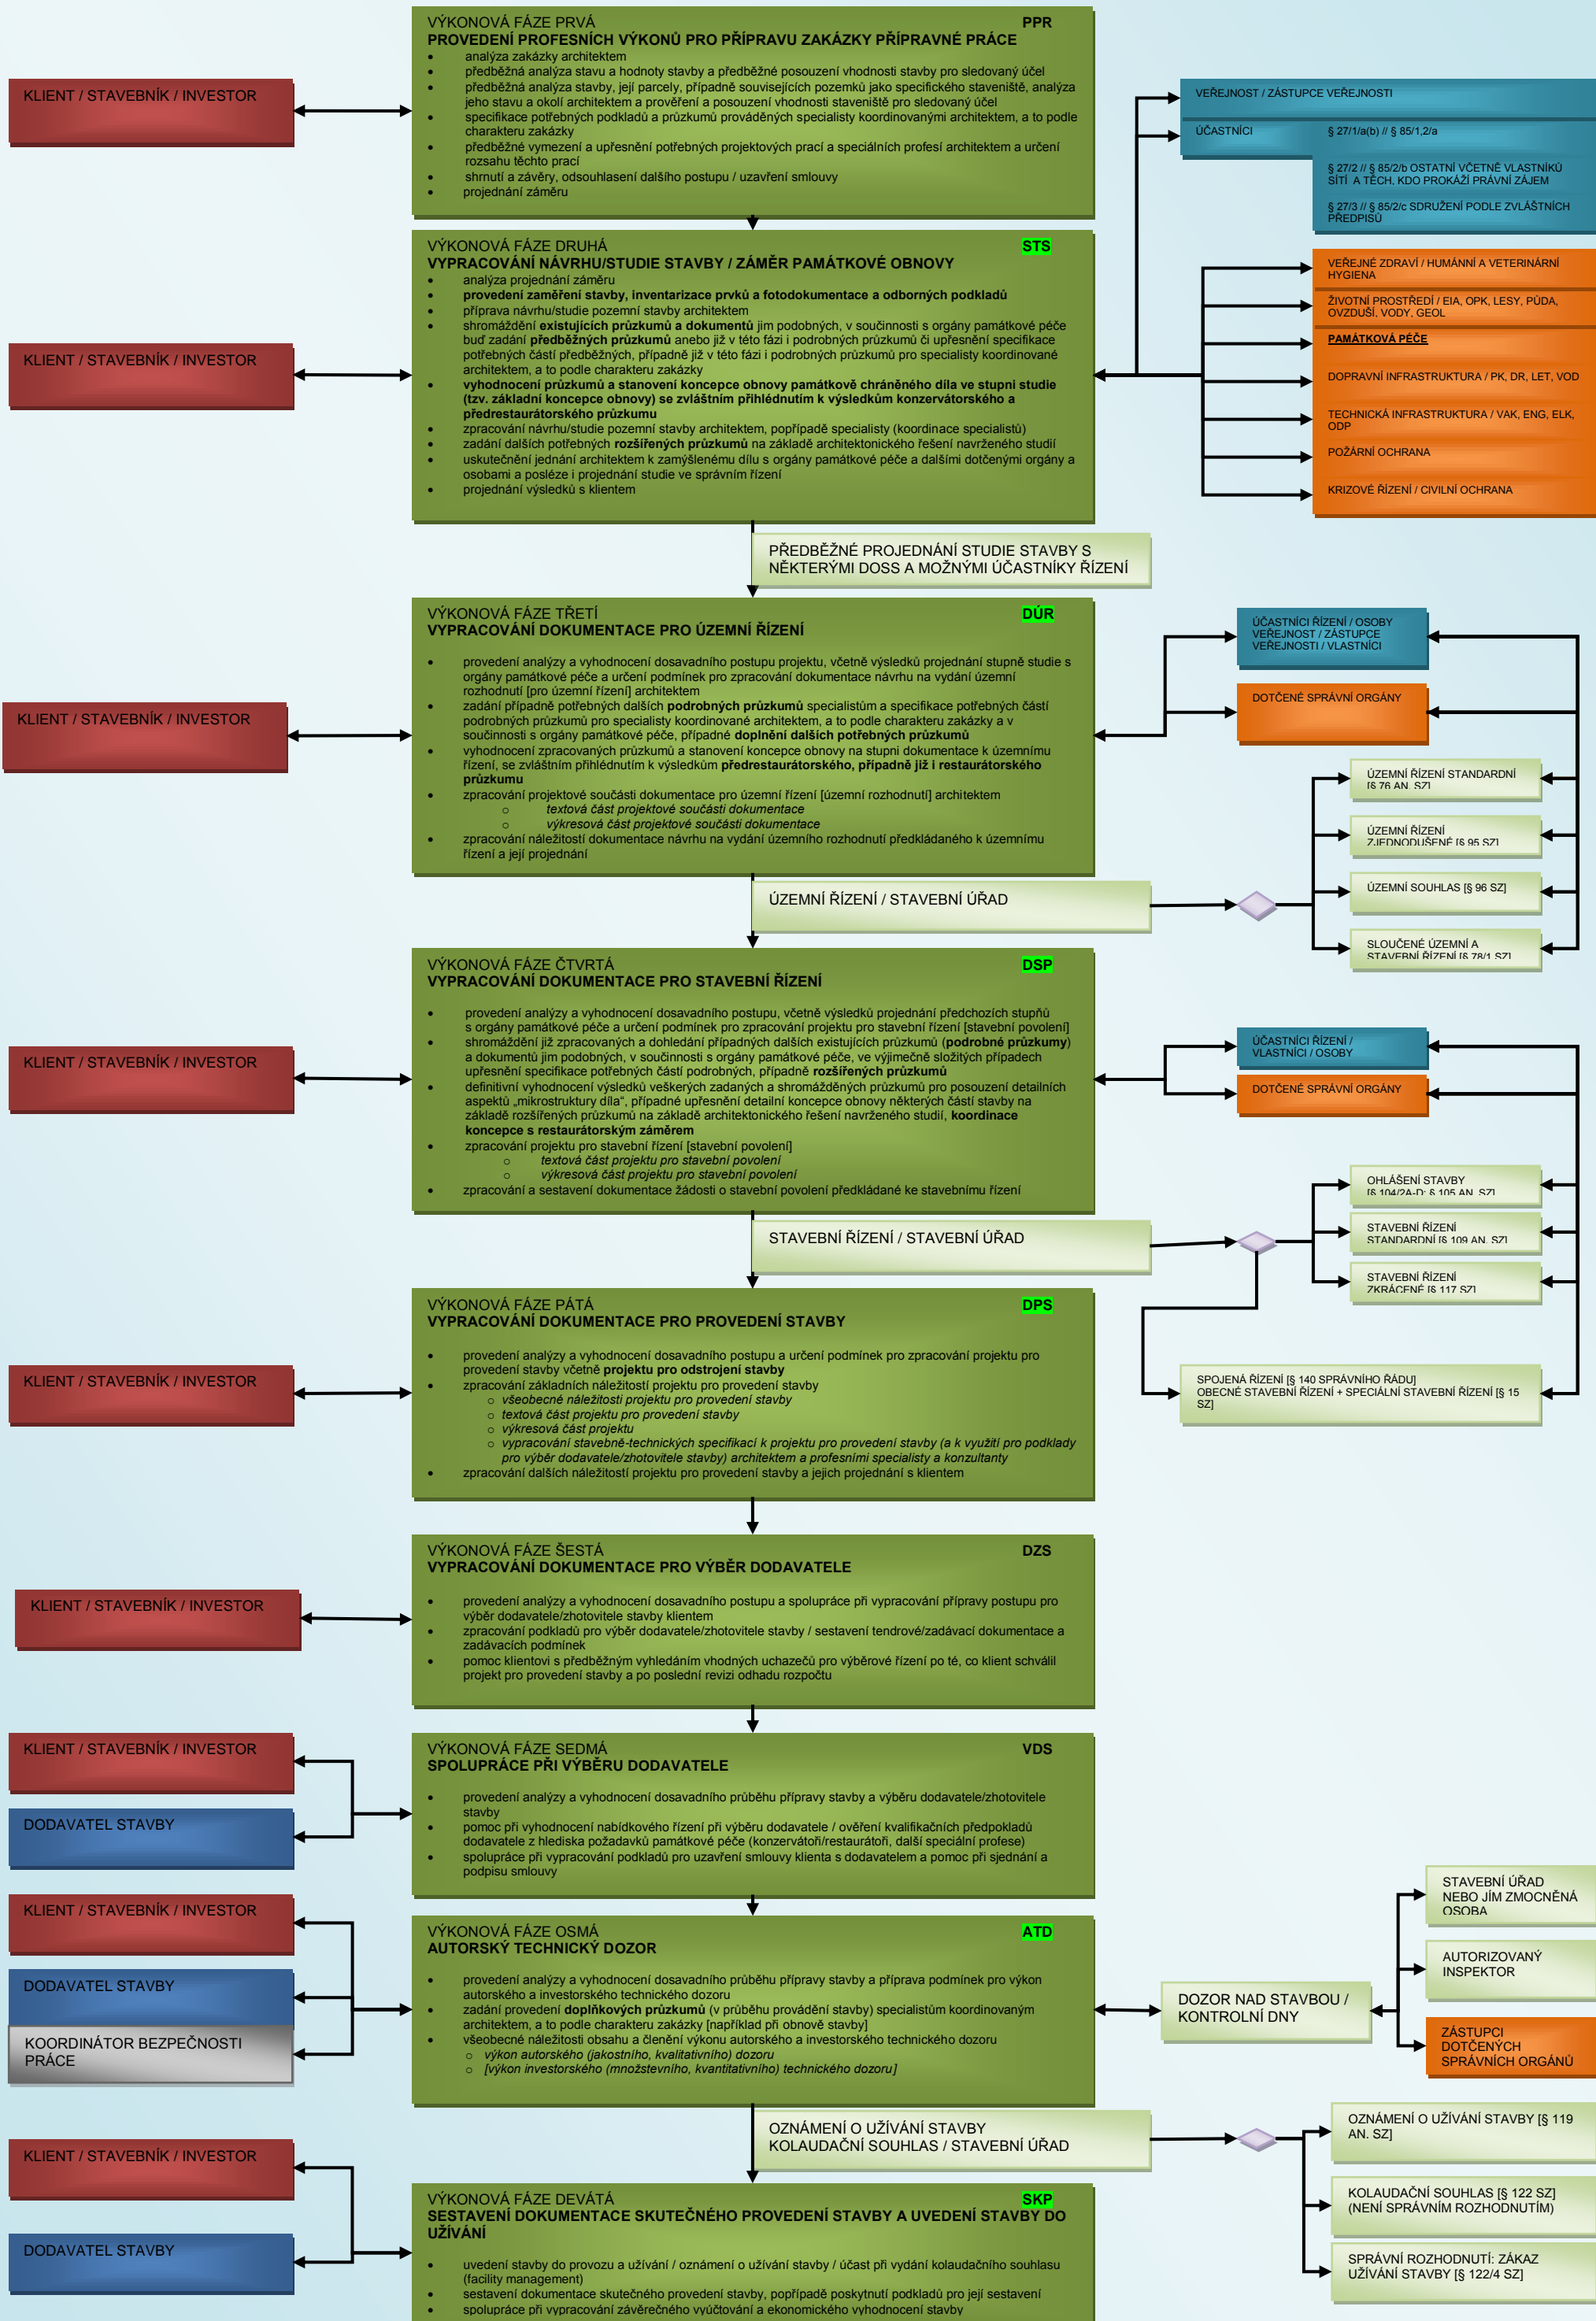 VÝKONOVÁ FÁZE PRVÁ PPR
PROVEDENÍ PROFESNÍCH VÝKONŮ PRO PŘÍPRAVU ZAKÁZKY PŘÍPRAVNÉ PRÁCE
• analýza zakázky architektem
• předběžná analýza stavu a hodnoty stavby a předběžné posouzení vhodnosti stavby pro sledovaný účel
• předběžná analýza stavby, její parcely, případně souvisejících pozemků jako specifického staveniště, analýza
jeho stavu a okolí architektem a prověření a posouzení vhodnosti staveniště pro sledovaný účel
• specifikace potřebných podkladů a průzkumů prováděných specialisty koordinovanými architektem, a to podle
charakteru zakázky
• předběžné vymezení a upřesnění potřebných projektových prací a speciálních profesí architektem a určení
rozsahu těchto prací
• shrnutí a závěry, odsouhlasení dalšího postupu / uzavření smlouvy
• projednání záměru
KLIENT / STAVEBNÍK / INVESTOR
VEŘEJNOST / ZÁSTUPCE VEŘEJNOSTI
ÚČASTNÍCI § 27/1/a(b) // § 85/1,2/a
§ 27/2 // § 85/2/b OSTATNÍ VČETNĚ VLASTNÍKŮ
SÍTÍ A TĚCH, KDO PROKÁŽÍ PRÁVNÍ ZÁJEM
§ 27/3 // § 85/2/c SDRUŽENÍ PODLE ZVLÁŠTNÍCH
PŘEDPISŮ
VÝKONOVÁ FÁZE DRUHÁ STS
VYPRACOVÁNÍ NÁVRHU/STUDIE STAVBY / ZÁMĚR PAMÁTKOVÉ OBNOVY
• analýza projednání záměru
• provedení zaměření stavby, inventarizace prvků a fotodokumentace a odborných podkladů
• příprava návrhu/studie pozemní stavby architektem
• shromáždění existujících průzkumů a dokumentů jim podobných, v součinnosti s orgány památkové péče
buď zadání předběžných průzkumů anebo již v této fázi i podrobných průzkumů či upřesnění specifikace
potřebných částí předběžných, případně již v této fázi i podrobných průzkumů pro specialisty koordinované
architektem, a to podle charakteru zakázky
• vyhodnocení průzkumů a stanovení koncepce obnovy památkově chráněného díla ve stupni studie
(tzv. základní koncepce obnovy) se zvláštním přihlédnutím k výsledkům konzervátorského a
předrestaurátorského průzkumu
• zpracování návrhu/studie pozemní stavby architektem, popřípadě specialisty (koordinace specialistů)
• zadání dalších potřebných rozšířených průzkumů na základě architektonického řešení navrženého studií
• uskutečnění jednání architektem k zamýšlenému dílu s orgány památkové péče a dalšími dotčenými orgány a
osobami a posléze i projednání studie ve správním řízení
• projednání výsledků s klientem
KLIENT / STAVEBNÍK / INVESTOR
VEŘEJNÉ ZDRAVÍ / HUMÁNNÍ A VETERINÁRNÍ
HYGIENA
ŽIVOTNÍ PROSTŘEDÍ / EIA, OPK, LESY, PŮDA,
OVZDUŠÍ, VODY, GEOL
PAMÁTKOVÁ PÉČE
DOPRAVNÍ INFRASTRUKTURA / PK, DR, LET, VOD
TECHNICKÁ INFRASTRUKTURA / VAK, ENG, ELK,
ODP
POŽÁRNÍ OCHRANA
KRIZOVÉ ŘÍZENÍ / CIVILNÍ OCHRANA
PŘEDBĚŽNÉ PROJEDNÁNÍ STUDIE STAVBY S
NĚKTERÝMI DOSS A MOŽNÝMI ÚČASTNÍKY ŘÍZENÍ
VÝKONOVÁ FÁZE TŘETÍ DÚR
VYPRACOVÁNÍ DOKUMENTACE PRO ÚZEMNÍ ŘÍZENÍ
• provedení analýzy a vyhodnocení dosavadního postupu projektu, včetně výsledků projednání stupně studie s
orgány památkové péče a určení podmínek pro zpracování dokumentace návrhu na vydání územní
rozhodnutí [pro územní řízení] architektem
• zadání případně potřebných dalších podrobných průzkumů specialistům a specifikace potřebných částí
podrobných průzkumů pro specialisty koordinované architektem, a to podle charakteru zakázky a v
součinnosti s orgány památkové péče, případné doplnění dalších potřebných průzkumů
• vyhodnocení zpracovaných průzkumů a stanovení koncepce obnovy na stupni dokumentace k územnímu
řízení, se zvláštním přihlédnutím k výsledkům předrestaurátorského, případně již i restaurátorského
průzkumu
• zpracování projektové součásti dokumentace pro územní řízení [územní rozhodnutí] architektem
o textová část projektové součásti dokumentace
o výkresová část projektové součásti dokumentace
• zpracování náležitostí dokumentace návrhu na vydání územního rozhodnutí předkládaného k územnímu
řízení a její projednání
KLIENT / STAVEBNÍK / INVESTOR
ÚČASTNÍCI ŘÍZENÍ / OSOBY
VEŘEJNOST / ZÁSTUPCE
VEŘEJNOSTI / VLASTNÍCI
DOTČENÉ SPRÁVNÍ ORGÁNY
ÚZEMNÍ ŘÍZENÍ STANDARDNÍ
[§ 76 AN. SZ]
ÚZEMNÍ ŘÍZENÍ
ZJEDNODUŠENÉ [§ 95 SZ]
ÚZEMNÍ SOUHLAS [§ 96 SZ]
SLOUČENÉ ÚZEMNÍ A
STAVEBNÍ ŘÍZENÍ [§ 78/1 SZ]
ÚZEMNÍ ŘÍZENÍ / STAVEBNÍ ÚŘAD
VÝKONOVÁ FÁZE ČTVRTÁ DSP
VYPRACOVÁNÍ DOKUMENTACE PRO STAVEBNÍ ŘÍZENÍ
• provedení analýzy a vyhodnocení dosavadního postupu, včetně výsledků projednání předchozích stupňů
s orgány památkové péče a určení podmínek pro zpracování projektu pro stavební řízení [stavební povolení]
• shromáždění již zpracovaných a dohledání případných dalších existujících průzkumů (podrobné průzkumy)
a dokumentů jim podobných, v součinnosti s orgány památkové péče, ve výjimečně složitých případech
upřesnění specifikace potřebných částí podrobných, případně rozšířených průzkumů
• definitivní vyhodnocení výsledků veškerých zadaných a shromážděných průzkumů pro posouzení detailních
aspektů „mikrostruktury díla“, případné upřesnění detailní koncepce obnovy některých částí stavby na
základě rozšířených průzkumů na základě architektonického řešení navrženého studií, koordinace
koncepce s restaurátorským záměrem
• zpracování projektu pro stavební řízení [stavební povolení]
o textová část projektu pro stavební povolení
o výkresová část projektu pro stavební povolení
• zpracování a sestavení dokumentace žádosti o stavební povolení předkládané ke stavebnímu řízení
KLIENT / STAVEBNÍK / INVESTOR
ÚČASTNÍCI ŘÍZENÍ /
VLASTNÍCI / OSOBY
DOTČENÉ SPRÁVNÍ ORGÁNY
OHLÁŠENÍ STAVBY
[§ 104/2A-D; § 105 AN. SZ]
STAVEBNÍ ŘÍZENÍ
STANDARDNÍ [§ 109 AN. SZ]
STAVEBNÍ ŘÍZENÍ
ZKRÁCENÉ [§ 117 SZ]
STAVEBNÍ ŘÍZENÍ / STAVEBNÍ ÚŘAD
VÝKONOVÁ FÁZE PÁTÁ DPS
VYPRACOVÁNÍ DOKUMENTACE PRO PROVEDENÍ STAVBY
• provedení analýzy a vyhodnocení dosavadního postupu a určení podmínek pro zpracování projektu pro
provedení stavby včetně projektu pro odstrojení stavby
• zpracování základních náležitostí projektu pro provedení stavby
o všeobecné náležitosti projektu pro provedení stavby
o textová část projektu pro provedení stavby
o výkresová část projektu
o vypracování stavebně-technických specifikací k projektu pro provedení stavby (a k využití pro podklady
pro výběr dodavatele/zhotovitele stavby) architektem a profesními specialisty a konzultanty
• zpracování dalších náležitostí projektu pro provedení stavby a jejich projednání s klientem
KLIENT / STAVEBNÍK / INVESTOR
SPOJENÁ ŘÍZENÍ [§ 140 SPRÁVNÍHO ŘÁDU]
OBECNÉ STAVEBNÍ ŘÍZENÍ + SPECIÁLNÍ STAVEBNÍ ŘÍZENÍ [§ 15
SZ]
VÝKONOVÁ FÁZE ŠESTÁ DZS
VYPRACOVÁNÍ DOKUMENTACE PRO VÝBĚR DODAVATELE
• provedení analýzy a vyhodnocení dosavadního postupu a spolupráce při vypracování přípravy postupu pro
výběr dodavatele/zhotovitele stavby klientem
• zpracování podkladů pro výběr dodavatele/zhotovitele stavby / sestavení tendrové/zadávací dokumentace a
zadávacích podmínek
• pomoc klientovi s předběžným vyhledáním vhodných uchazečů pro výběrové řízení po té, co klient schválil
projekt pro provedení stavby a po poslední revizi odhadu rozpočtu
KLIENT / STAVEBNÍK / INVESTOR
VÝKONOVÁ FÁZE SEDMÁ VDS
SPOLUPRÁCE PŘI VÝBĚRU DODAVATELE
• provedení analýzy a vyhodnocení dosavadního průběhu přípravy stavby a výběru dodavatele/zhotovitele
stavby
• pomoc při vyhodnocení nabídkového řízení při výběru dodavatele / ověření kvalifikačních předpokladů
dodavatele z hlediska požadavků památkové péče (konzervátoři/restaurátoři, další speciální profese)
• spolupráce při vypracování podkladů pro uzavření smlouvy klienta s dodavatelem a pomoc při sjednání a
podpisu smlouvy
KLIENT / STAVEBNÍK / INVESTOR
DODAVATEL STAVBY
VÝKONOVÁ FÁZE OSMÁ ATD
AUTORSKÝ TECHNICKÝ DOZOR
• provedení analýzy a vyhodnocení dosavadního průběhu přípravy stavby a příprava podmínek pro výkon
autorského a investorského technického dozoru
• zadání provedení doplňkových průzkumů (v průběhu provádění stavby) specialistům koordinovaným
architektem, a to podle charakteru zakázky [například při obnově stavby]
• všeobecné náležitosti obsahu a členění výkonu autorského a investorského technického dozoru
o výkon autorského (jakostního, kvalitativního) dozoru
o [výkon investorského (množstevního, kvantitativního) technického dozoru]
KLIENT / STAVEBNÍK / INVESTOR
DODAVATEL STAVBY
KOORDINÁTOR BEZPEČNOSTI
PRÁCE
DOZOR NAD STAVBOU /
KONTROLNÍ DNY
STAVEBNÍ ÚŘAD
NEBO JÍM ZMOCNĚNÁ
OSOBA
AUTORIZOVANÝ
INSPEKTOR
ZÁSTUPCI
DOTČENÝCH
SPRÁVNÍCH ORGÁNŮ
OZNÁMENÍ O UŽÍVÁNÍ STAVBY
KOLAUDAČNÍ SOUHLAS / STAVEBNÍ ÚŘAD
OZNÁMENÍ O UŽÍVÁNÍ STAVBY [§ 119
AN. SZ]
KOLAUDAČNÍ SOUHLAS [§ 122 SZ]
(NENÍ SPRÁVNÍM ROZHODNUTÍM)
SPRÁVNÍ ROZHODNUTÍ: ZÁKAZ
UŽÍVÁNÍ STAVBY [§ 122/4 SZ]
VÝKONOVÁ FÁZE DEVÁTÁ SKP
SESTAVENÍ DOKUMENTACE SKUTEČNÉHO PROVEDENÍ STAVBY A UVEDENÍ STAVBY DO
UŽÍVÁNÍ
• uvedení stavby do provozu a užívání / oznámení o užívání stavby / účast při vydání kolaudačního souhlasu
(facility management)
• sestavení dokumentace skutečného provedení stavby, popřípadě poskytnutí podkladů pro její sestavení
• spolupráce při vypracování závěrečného vyúčtování a ekonomického vyhodnocení stavby
KLIENT / STAVEBNÍK / INVESTOR
DODAVATEL STAVBY